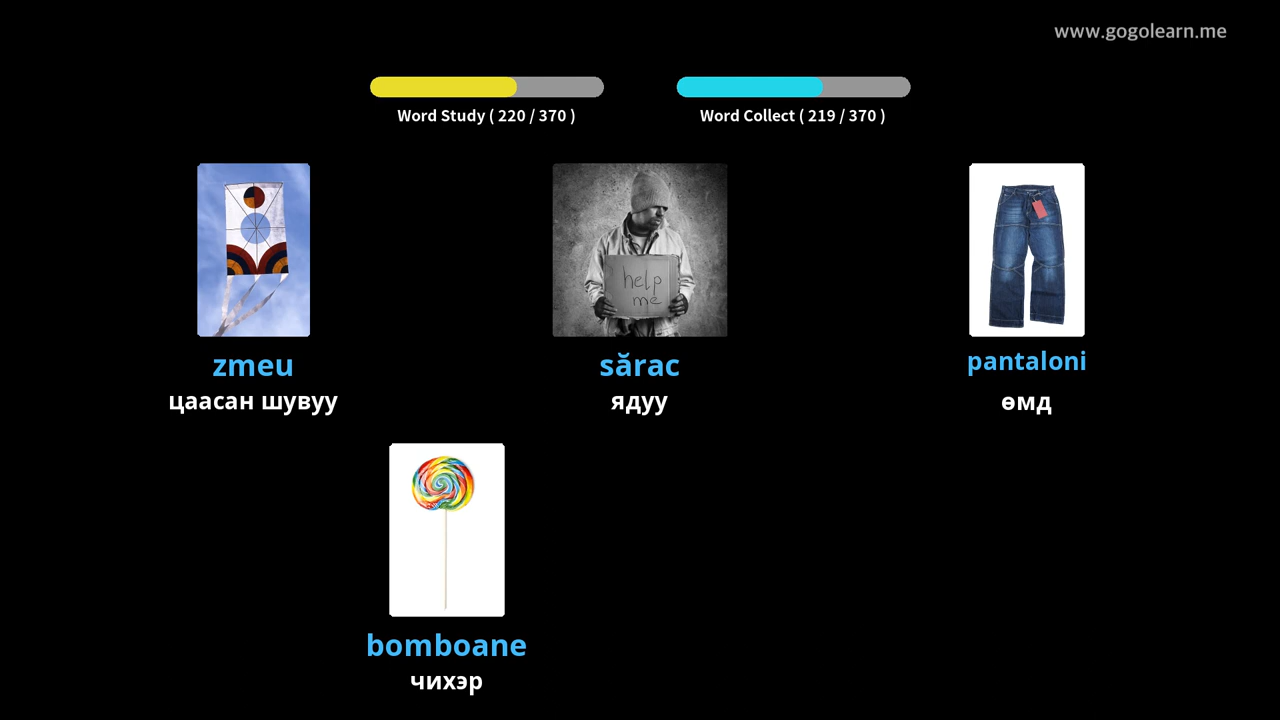 www.gogolearn.me
Word Study ( 220 / 370 )
Word Collect ( 219 / 370 )
help
me
zmeu
цаасан шувуу
sărac
ядуу
pantaloni
өмд
bomboane
чихэр